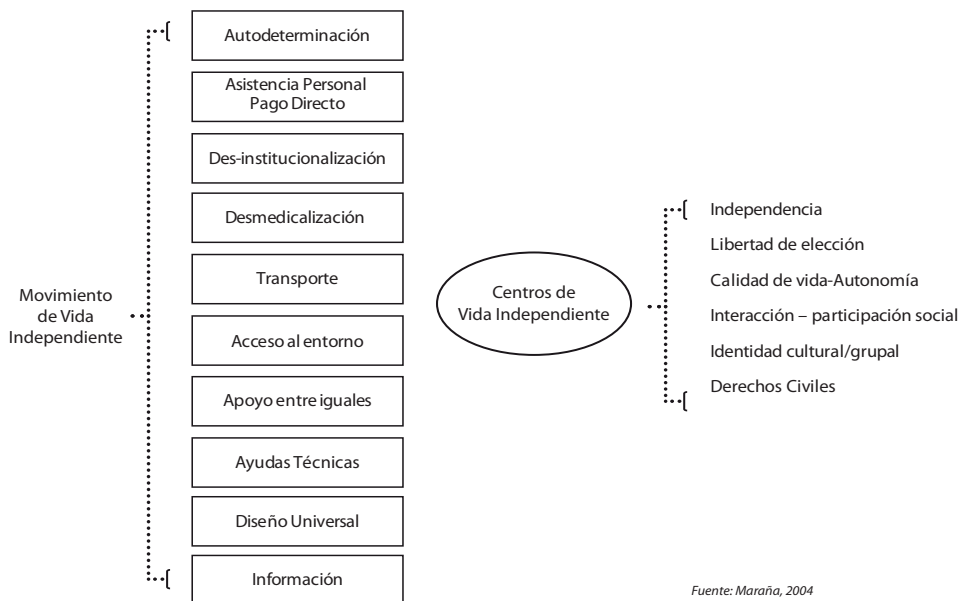 Movimiento
de Vida
Independiente
Autodeterminación
Asistencia Personal
Pago Directo
Des-institucionalización
Desmedicalización
Transporte
Acceso al entorno
Apoyo entre iguales
Ayudas Técnicas
Diseño Universal
Información
Centros de
Vida Independiente
Independencia
Libertad de elección
Calidad de vida-Autonomía
Interacción – participación social
Identidad cultural/grupal
Derechos Civiles
Fuente: Maraña, 2004